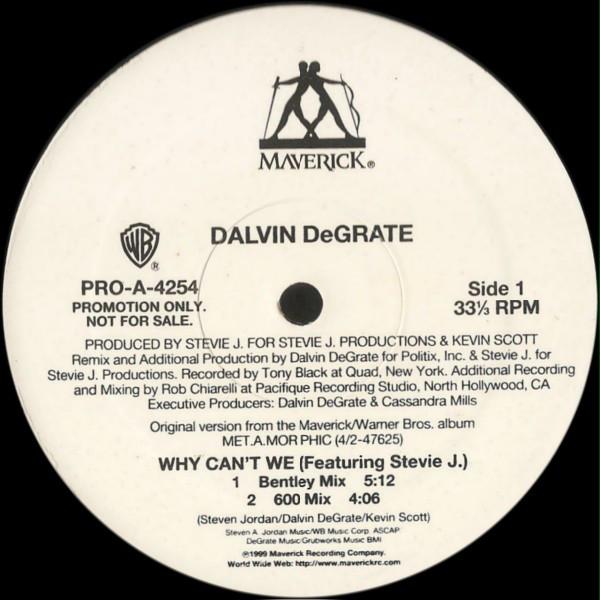 MAVERICK®
DALVIN DeGRATE
WB®
PRO-A-4254
PROMOTION ONLY.
NOT FOR SALE.
Side 1
33⅓ RPM
PRODUCED BY STEVIE J. FOR STEVIE J. PRODUCTIONS & KEVIN SCOTT
Remix and Additional Production by Dalvin DeGrate for Politix, Inc. & Stevie J. for
Stevie J. Productions. Recorded by Tony Black at Quad, New York. Additional Recording
and Mixing by Rob Chiarelli at Pacifique Recording Studio, North Hollywood, CA
Executive Producers: Dalvin DeGrate & Cassandra Mills
Original version from the Maverick/Warner Bros. album
MET.A.MOR PHIC (4/2-47625)
WHY CAN'T WE (Featuring Stevie J.)
1 Bentley Mix 5:12
2 600 Mix 4:06
(Steven Jordan/Dalvin DeGrate/Kevin Scott)
Steven A. Jordan Music/WB Music Corp. ASCAP
DeGrate Music/Grubworks Music BMI
℗1999 Maverick Recording Company.
World Wide Web: http://www.maverickrc.com